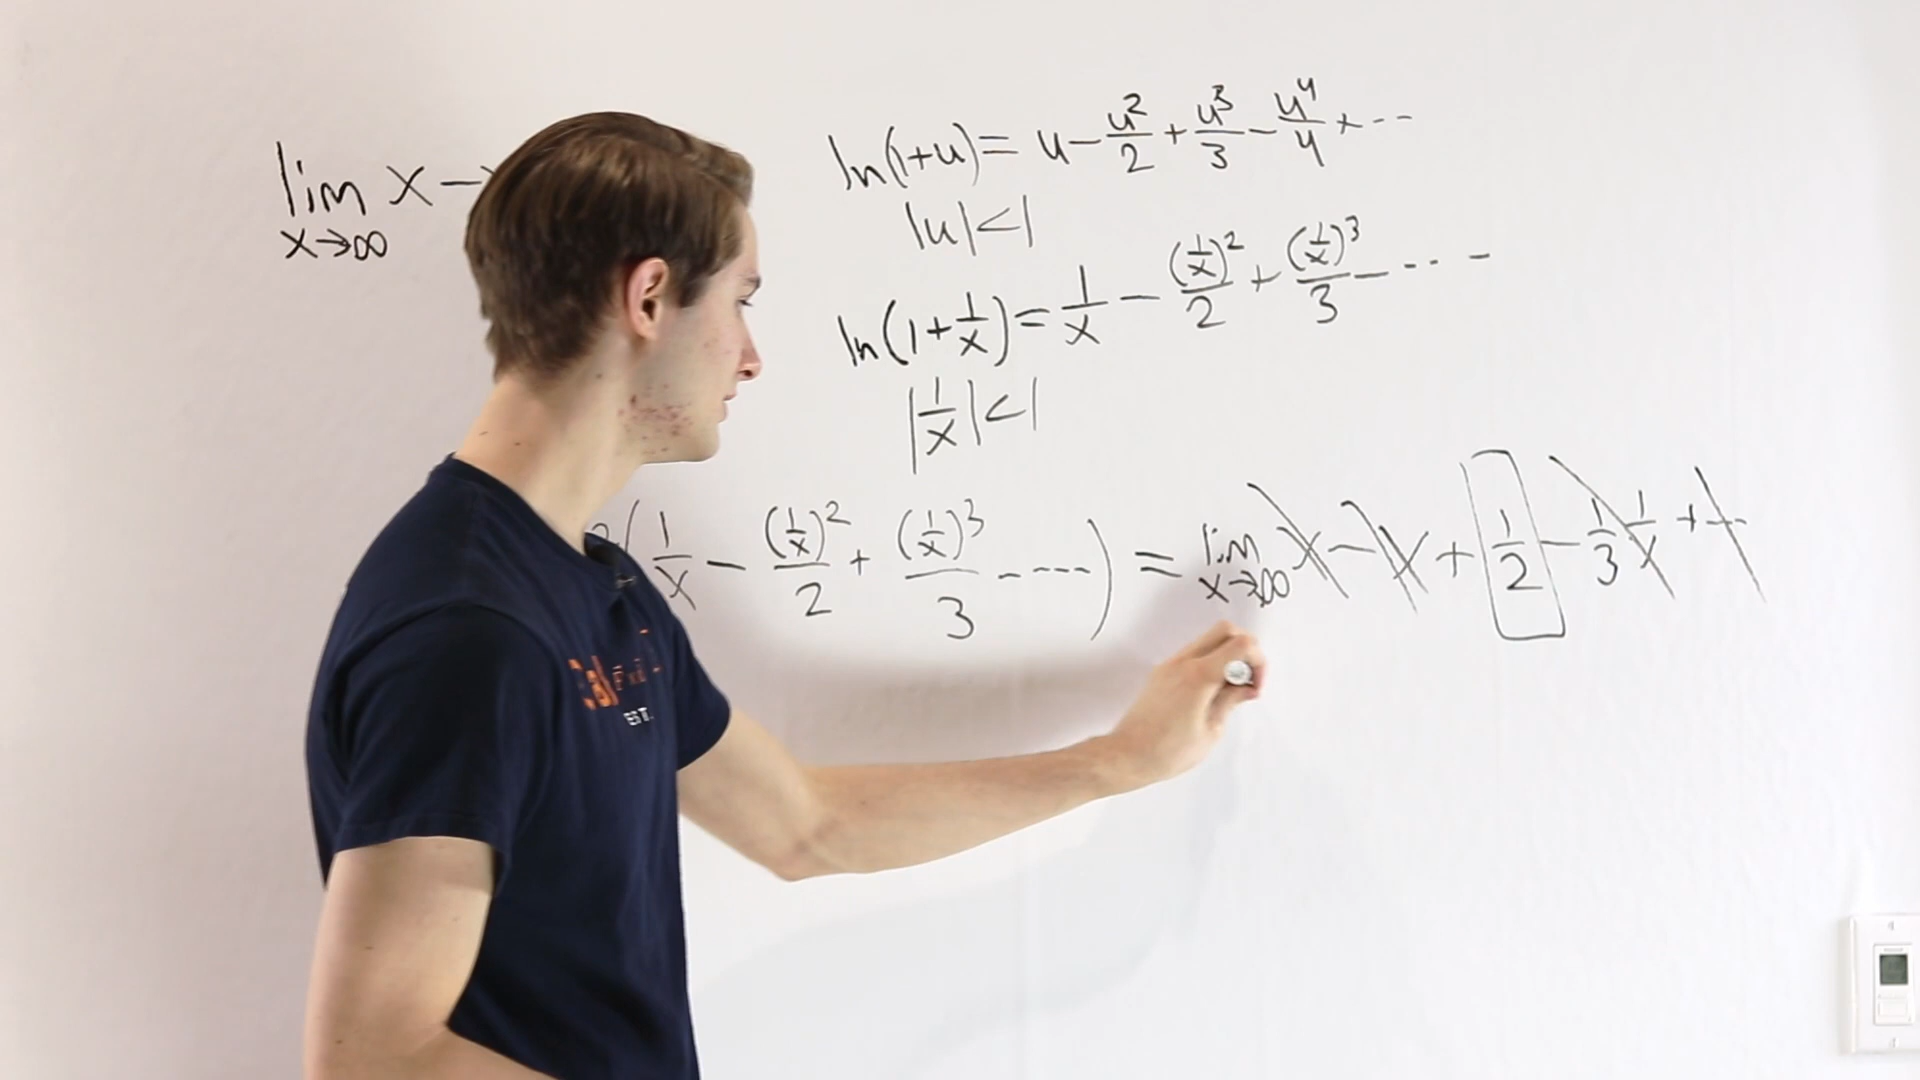 lim x -
x→∞
ln(1+u) = u - u²/2 + u³/3 - u⁴/4 + ...
|u|<1
ln(1+1/x) = 1/x - (1/x)²/2 + (1/x)³/3 - ...
|1/x|<1
(1/x - (1/x)²/2 + (1/x)³/3 - ....) = lim x→∞ x - x + 1/2 - 1/3 1/x + ...
EST.